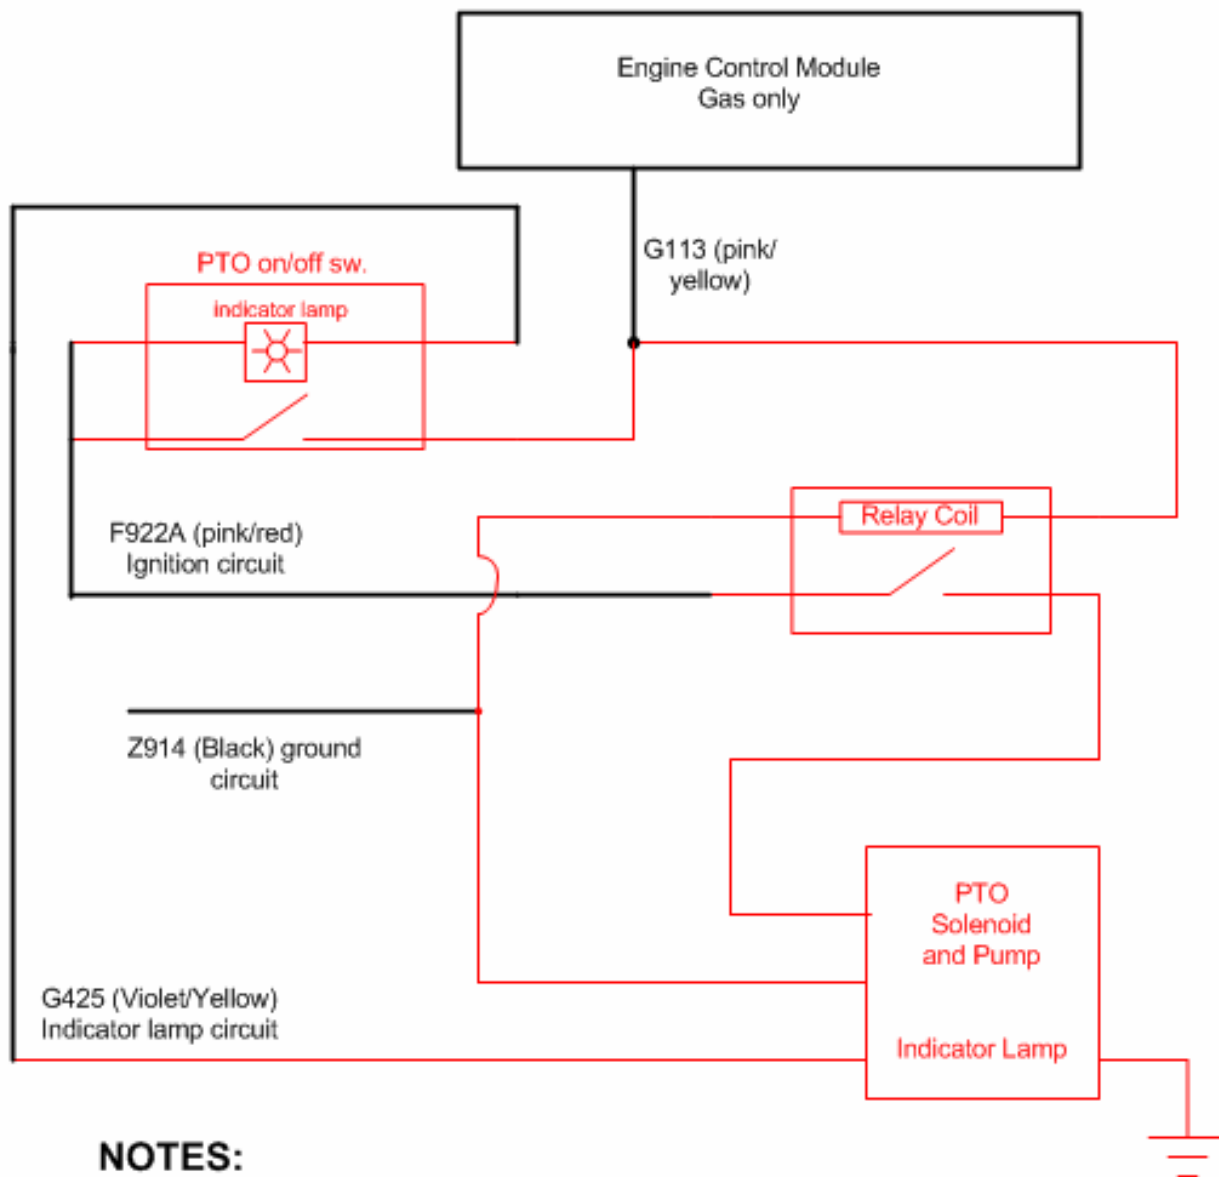 Engine Control Module
Gas only
G113 (pink/
yellow)
PTO on/off sw.
indicator lamp
Relay Coil
F922A (pink/red)
Ignition circuit
Z914 (Black) ground
circuit
PTO
Solenoid
and Pump
G425 (Violet/Yellow)
Indicator lamp circuit
Indicator Lamp
NOTES: